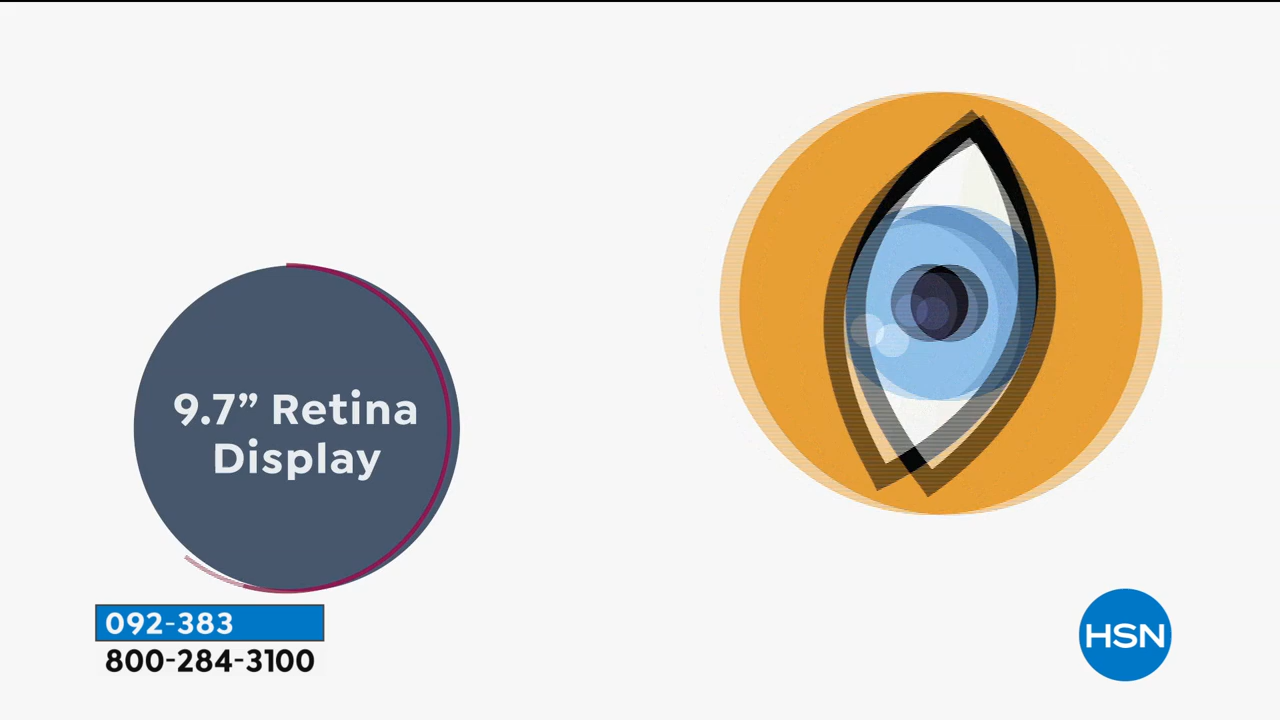 9.7” Retina
Display
092-383
800-284-3100
HSN